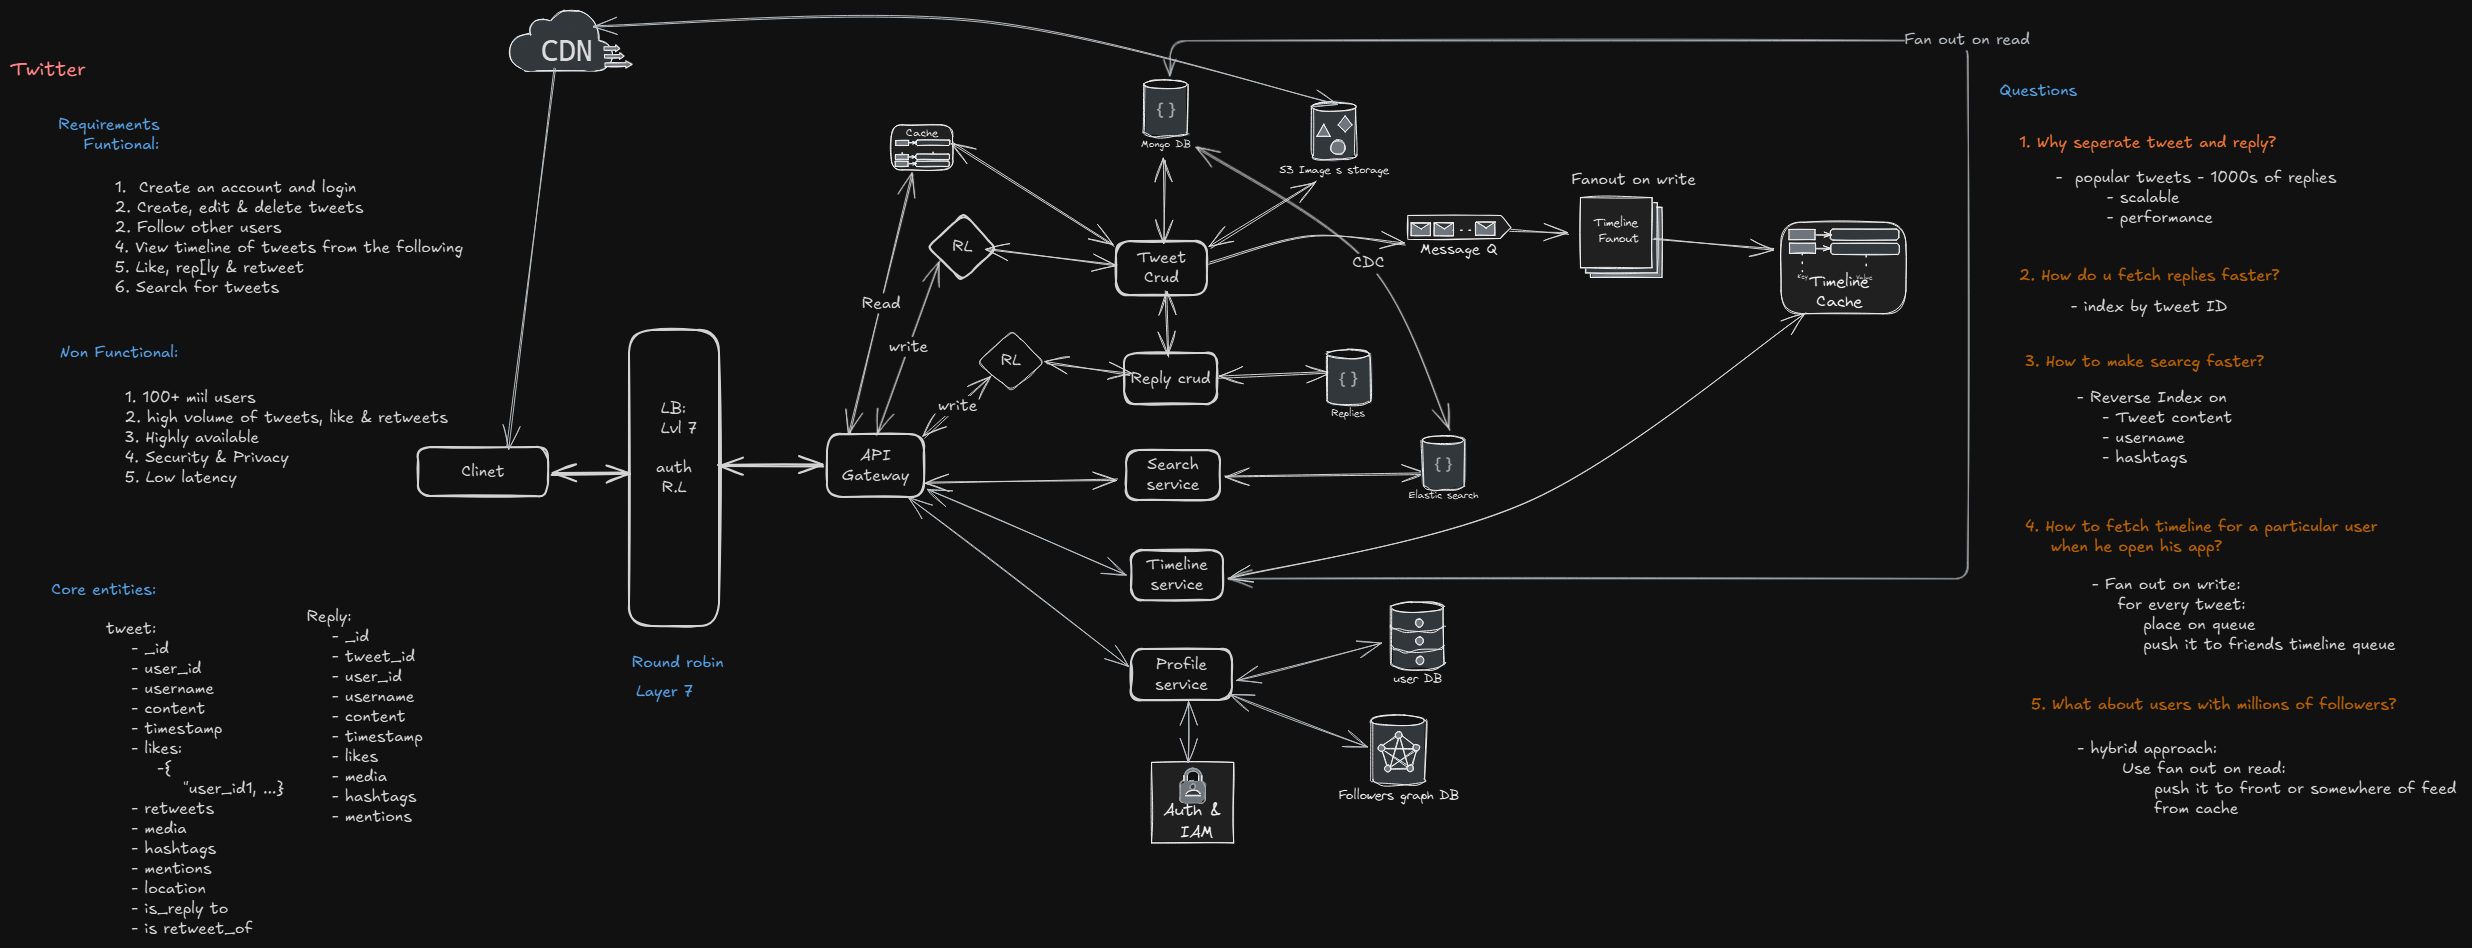 Twitter
Requirements
Funtional:
1. Create an account and login
2. Create, edit & delete tweets
2. Follow other users
4. View timeline of tweets from the following
5. Like, rep[ly & retweet
6. Search for tweets
Non Functional:
1. 100+ miil users
2. high volume of tweets, like & retweets
3. Highly available
4. Security & Privacy
5. Low latency
Core entities:
tweet:
- _id
- user_id
- username
- content
- timestamp
- likes:
-{
"user_id1, ...}
- retweets
- media
- hashtags
- mentions
- location
- is_reply to
- is retweet_of
Reply:
- _id
- tweet_id
- user_id
- username
- content
- timestamp
- likes
- media
- hashtags
- mentions
CDN
Clinet
LB:
Lvl 7
auth
R.L
Round robin
Layer 7
API
Gateway
Read
write
write
Cache
RL
RL
{ }
Mongo DB
S3 Image s storage
Tweet
Crud
Reply crud
{ }
Replies
Search
service
{ }
Elastic search
CDC
Timeline
service
Profile
service
user DB
Followers graph DB
Auth &
IAM
Message Q
Fanout on write
Timeline
Fanout
Key
Value
Timeline
Cache
Fan out on read
Questions
1. Why seperate tweet and reply?
- popular tweets - 1000s of replies
- scalable
- performance
2. How do u fetch replies faster?
- index by tweet ID
3. How to make searcg faster?
- Reverse Index on
- Tweet content
- username
- hashtags
4. How to fetch timeline for a particular user
when he open his app?
- Fan out on write:
for every tweet:
place on queue
push it to friends timeline queue
5. What about users with millions of followers?
- hybrid approach:
Use fan out on read:
push it to front or somewhere of feed
from cache